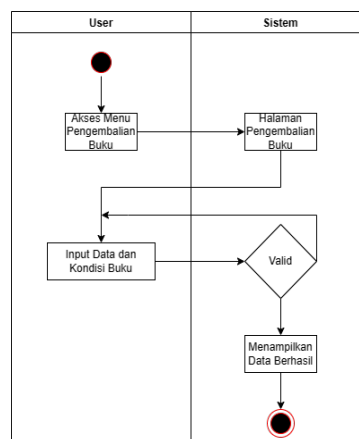 User
Sistem
Akses Menu
Pengembalian
Buku
Halaman
Pengembalian
Buku
Input Data dan
Kondisi Buku
Valid
Menampilkan
Data Berhasil